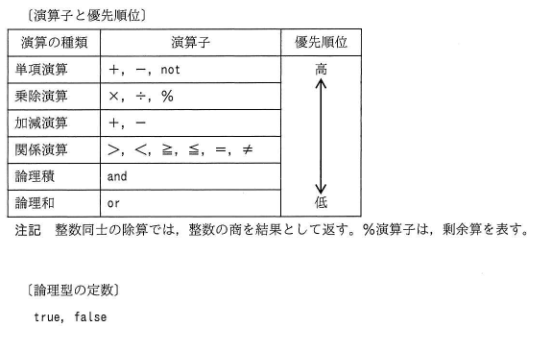 〔演算子と優先順位〕
演算の種類 演算子 優先順位
単項演算 +, -, not 高
乗除演算 ×, ÷, %
加減演算 +, -
関係演算 >, <, ≧, ≦, =, ≠
論理積 and
論理和 or 低
注記 整数同士の除算では，整数の商を結果として返す。%演算子は，剰余算を表す。
〔論理型の定数〕
true, false